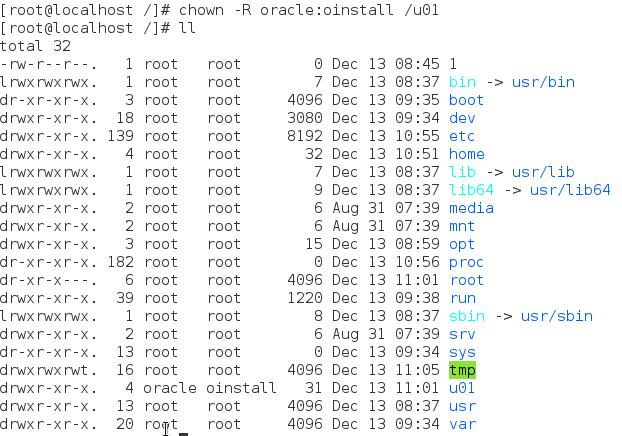 [root@localhost /]# chown -R oracle:oinstall /u01
[root@localhost /]# ll
total 32
-rw-r--r--.   1 root   root         0 Dec 13 08:45 1
lrwxrwxrwx.   1 root   root         7 Dec 13 08:37 bin -> usr/bin
dr-xr-xr-x.   3 root   root      4096 Dec 13 09:35 boot
drwxr-xr-x.  18 root   root      3080 Dec 13 09:34 dev
drwxr-xr-x. 139 root   root      8192 Dec 13 10:55 etc
drwxr-xr-x.   4 root   root        32 Dec 13 10:51 home
lrwxrwxrwx.   1 root   root         7 Dec 13 08:37 lib -> usr/lib
lrwxrwxrwx.   1 root   root         9 Dec 13 08:37 lib64 -> usr/lib64
drwxr-xr-x.   2 root   root         6 Aug 31 07:39 media
drwxr-xr-x.   2 root   root         6 Aug 31 07:39 mnt
drwxr-xr-x.   3 root   root        15 Dec 13 08:59 opt
dr-xr-xr-x. 182 root   root         0 Dec 13 10:56 proc
dr-xr-x---.   6 root   root      4096 Dec 13 11:01 root
drwxr-xr-x.  39 root   root      1220 Dec 13 09:38 run
lrwxrwxrwx.   1 root   root         8 Dec 13 08:37 sbin -> usr/sbin
drwxr-xr-x.   2 root   root         6 Aug 31 07:39 srv
dr-xr-xr-x.  13 root   root         0 Dec 13 09:34 sys
drwxrwxrwt.  16 root   root      4096 Dec 13 11:05 tmp
drwxr-xr-x.   4 oracle oinstall    31 Dec 13 11:01 u01
drwxr-xr-x.  13 root   root      4096 Dec 13 08:37 usr
drwxr-xr-x.  20 root   root      4096 Dec 13 09:34 var